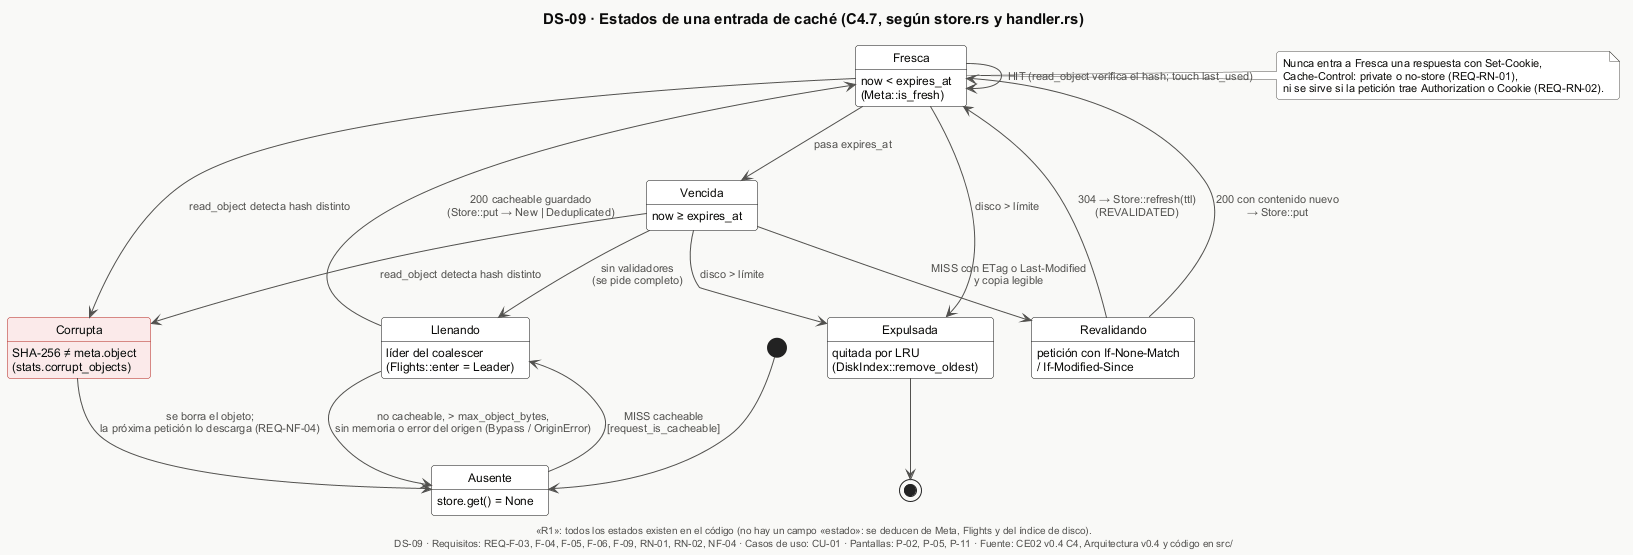 DS-09 · Estados de una entrada de caché (C4.7, según store.rs y handler.rs)
Fresca
now < expires_at
(Meta::is_fresh)
HIT (read_object verifica el hash; touch last_used)
Nunca entra a Fresca una respuesta con Set-Cookie,
Cache-Control: private o no-store (REQ-RN-01),
ni se sirve si la petición trae Authorization o Cookie (REQ-RN-02).
pasa expires_at
Vencida
now ≥ expires_at
read_object detecta hash distinto
200 cacheable guardado
(Store::put → New | Deduplicated)
disco > límite
304 → Store::refresh(ttl)
(REVALIDATED)
200 con contenido nuevo
→ Store::put
read_object detecta hash distinto
sin validadores
(se pide completo)
disco > límite
MISS con ETag o Last-Modified
y copia legible
Corrupta
SHA-256 ≠ meta.object
(stats.corrupt_objects)
Llenando
líder del coalescer
(Flights::enter = Leader)
Expulsada
quitada por LRU
(DiskIndex::remove_oldest)
Revalidando
petición con If-None-Match
/ If-Modified-Since
se borra el objeto;
la próxima petición lo descarga (REQ-NF-04)
no cacheable, > max_object_bytes,
sin memoria o error del origen (Bypass / OriginError)
MISS cacheable
[request_is_cacheable]
Ausente
store.get() = None
«R1»: todos los estados existen en el código (no hay un campo «estado»: se deducen de Meta, Flights y del índice de disco).
DS-09 · Requisitos: REQ-F-03, F-04, F-05, F-06, F-09, RN-01, RN-02, NF-04 · Casos de uso: CU-01 · Pantallas: P-02, P-05, P-11 · Fuente: CE02 v0.4 C4, Arquitectura v0.4 y código en src/